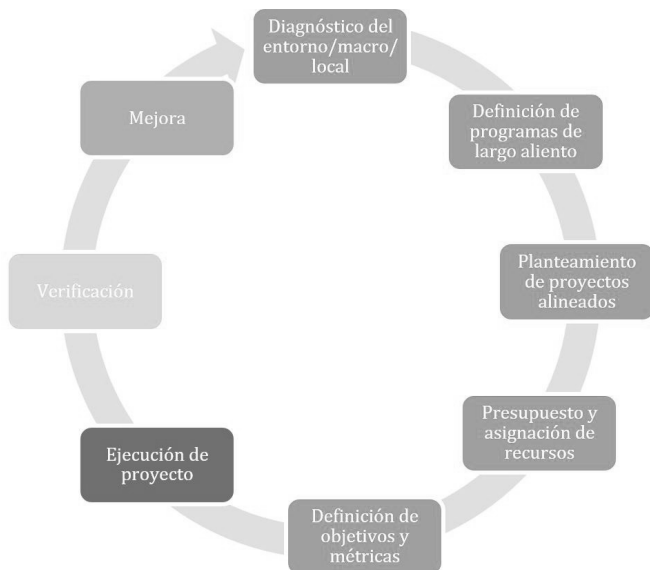 Diagnóstico del
entorno/macro/
local
Definición de
programas de
largo aliento
Planteamiento
de proyectos
alineados
Presupuesto y
asignación de
recursos
Definición de
objetivos y
métricas
Ejecución de
proyecto
Verificación
Mejora